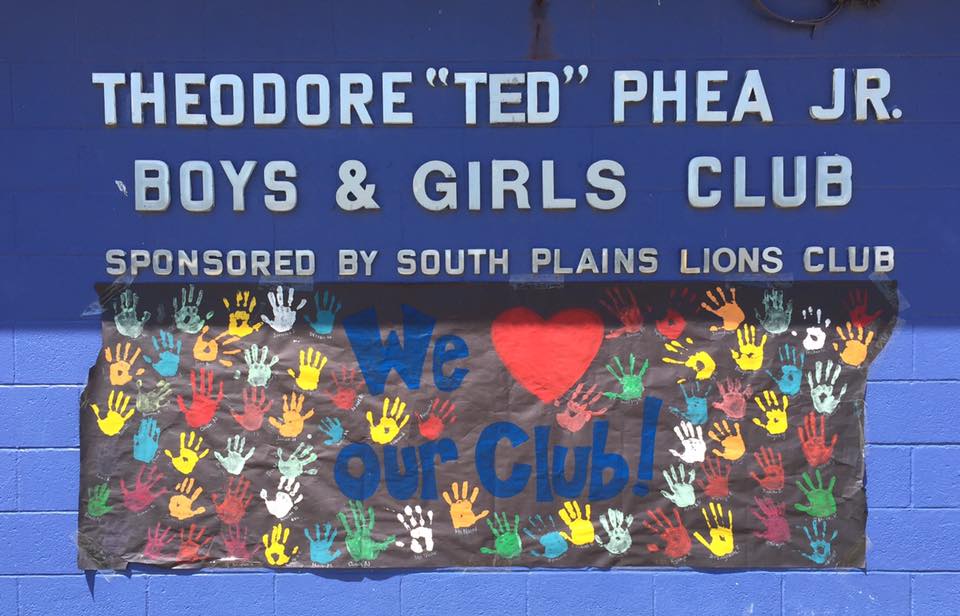 THEODORE “TED” PHEA JR.
BOYS & GIRLS CLUB
SPONSORED BY SOUTH PLAINS LIONS CLUB
We
our Club!